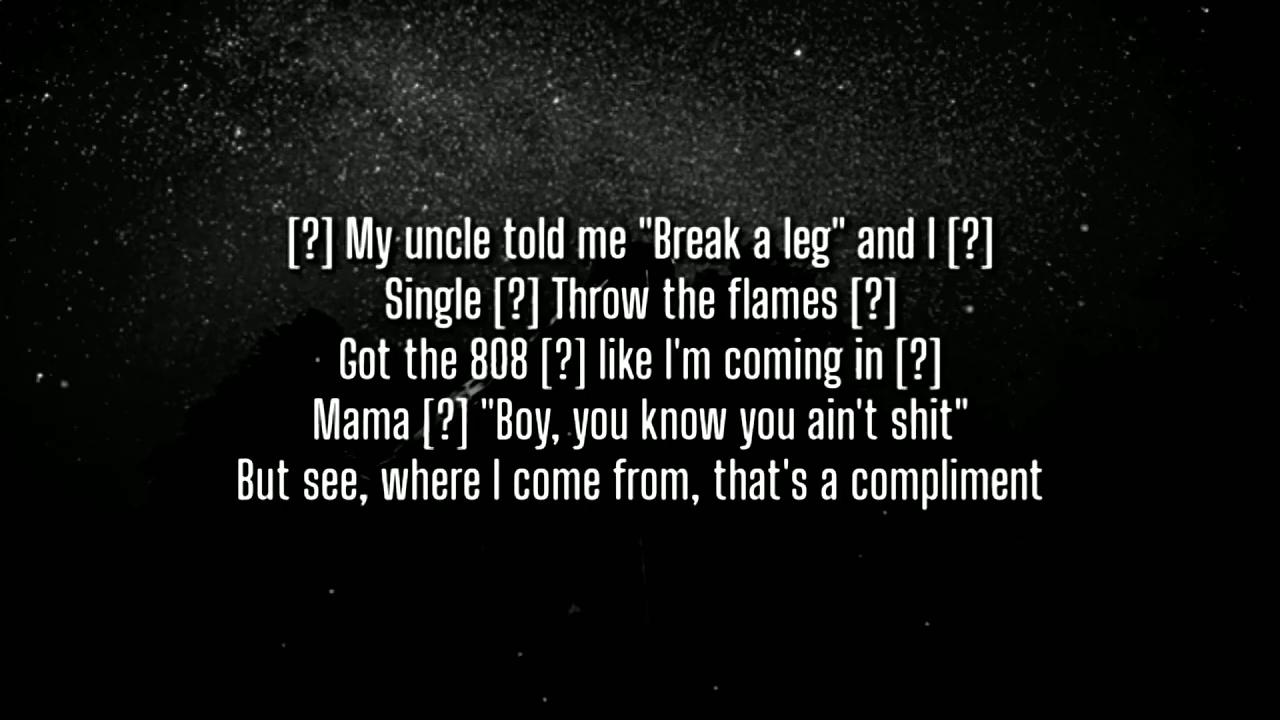 [?] My uncle told me "Break a leg" and I [?]
Single [?] Throw the flames [?]
Got the 808 [?] like I'm coming in [?]
Mama [?] "Boy, you know you ain't shit"
But see, where I come from, that's a compliment